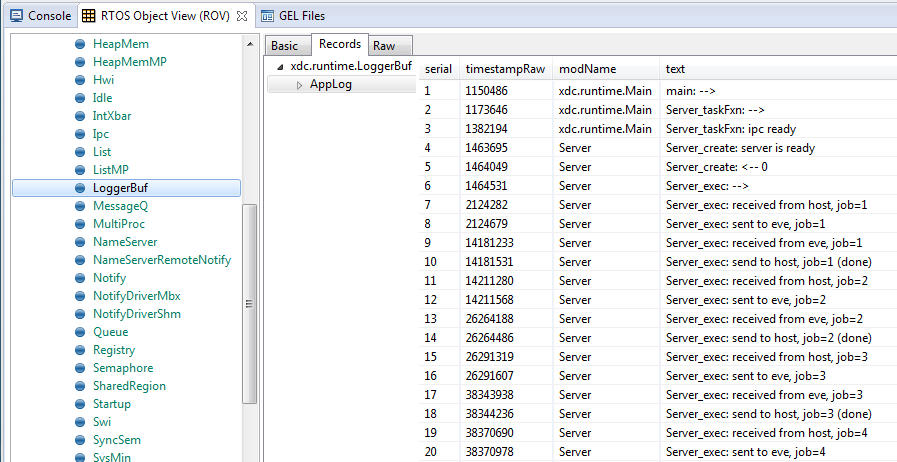 Console RTOS Object View (ROV) GEL Files
HeapMem
HeapMemMP
Hwi
Idle
IntXbar
Ipc
List
ListMP
LoggerBuf
MessageQ
MultiProc
NameServer
NameServerRemoteNotify
Notify
NotifyDriverMbx
NotifyDriverShm
Queue
Registry
Semaphore
SharedRegion
Startup
Swi
SyncSem
SysMin
Basic Records Raw
xdc.runtime.LoggerBuf
AppLog
serial timestampRaw modName text
1 1150486 xdc.runtime.Main main: -->
2 1173646 xdc.runtime.Main Server_taskFxn: -->
3 1382194 xdc.runtime.Main Server_taskFxn: ipc ready
4 1463695 Server Server_create: server is ready
5 1464049 Server Server_create: <-- 0
6 1464531 Server Server_exec: -->
7 2124282 Server Server_exec: received from host, job=1
8 2124679 Server Server_exec: sent to eve, job=1
9 14181233 Server Server_exec: received from eve, job=1
10 14181531 Server Server_exec: send to host, job=1 (done)
11 14211280 Server Server_exec: received from host, job=2
12 14211568 Server Server_exec: sent to eve, job=2
13 26264188 Server Server_exec: received from eve, job=2
14 26264486 Server Server_exec: send to host, job=2 (done)
15 26291319 Server Server_exec: received from host, job=3
16 26291607 Server Server_exec: sent to eve, job=3
17 38343938 Server Server_exec: received from eve, job=3
18 38344236 Server Server_exec: send to host, job=3 (done)
19 38370690 Server Server_exec: received from host, job=4
20 38370978 Server Server_exec: sent to eve, job=4